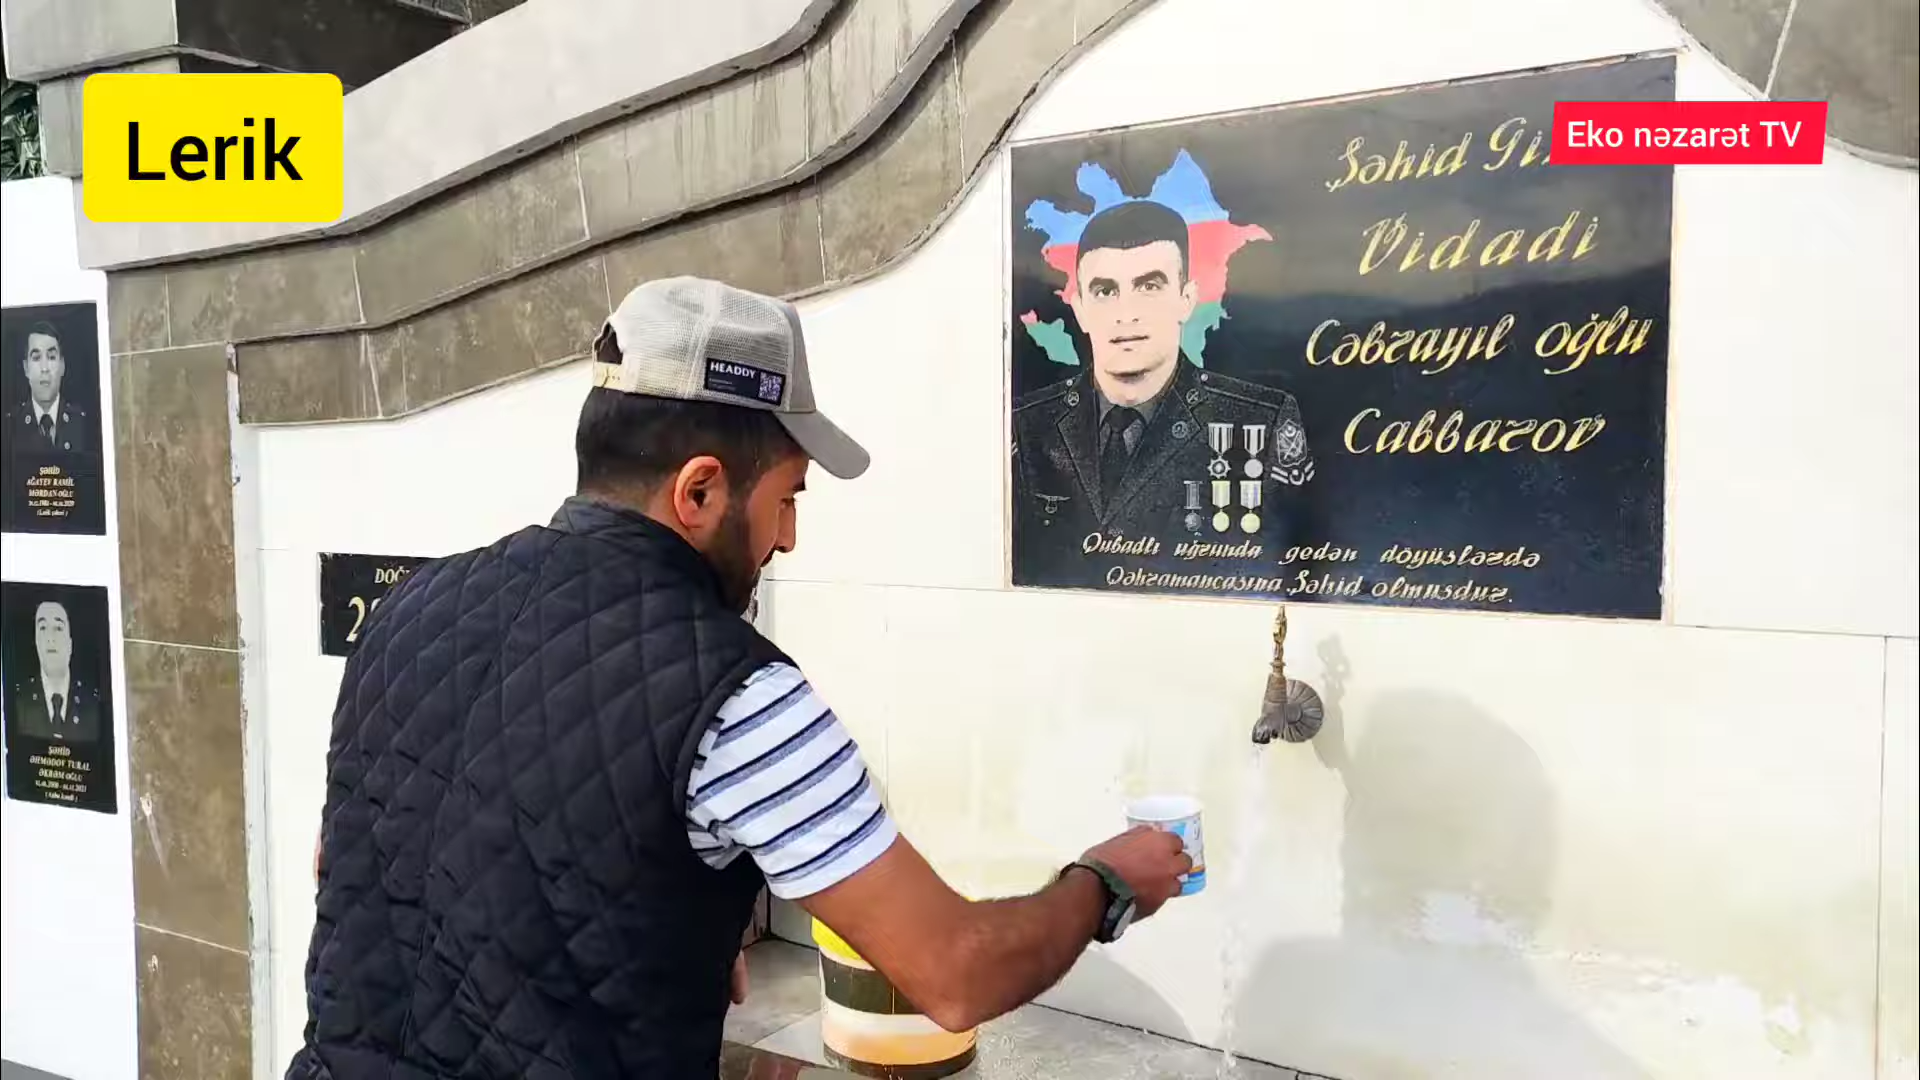 Lerik
Eko nəzarət TV
Şəhid
Vidadi
Cəbrayıl oğlu
Cabbarov
Qubadlı uğrunda gedən döyüşlərdə
Qəhrəmancasına Şəhid olmuşdur.
HEADDY
ŞƏHİD
AĞAYEV RAMİL
MƏRDAN OĞLU
ŞƏHİD
ƏHMƏDOV TURAL
ƏKRƏM OĞLU